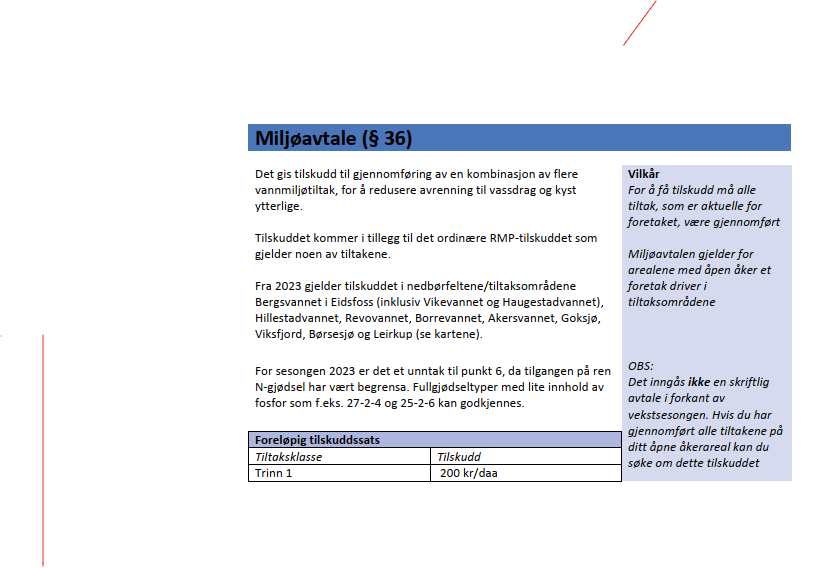 Miljøavtale (§ 36)
Det gis tilskudd til gjennomføring av en kombinasjon av flere
vannmiljøtiltak, for å redusere avrenning til vassdrag og kyst
ytterlige.
Tilskuddet kommer i tillegg til det ordinære RMP-tilskuddet som
gjelder noen av tiltakene.
Fra 2023 gjelder tilskuddet i nedbørfeltene/tiltaksområdene
Bergsvannet i Eidsfoss (inklusiv Vikevannet og Haugestadvannet),
Hillestadvannet, Revovannet, Borrevannet, Akersvannet, Goksjø,
Viksfjord, Børsesjø og Leirkup (se kartene).
For sesongen 2023 er det et unntak til punkt 6, da tilgangen på ren
N-gjødsel har vært begrensa. Fullgjødseltyper med lite innhold av
fosfor som f.eks. 27-2-4 og 25-2-6 kan godkjennes.
Foreløpig tilskuddssats
Tiltaksklasse Tilskudd
Trinn 1 200 kr/daa
Vilkår
For å få tilskudd må alle
tiltak, som er aktuelle for
foretaket, være gjennomført
Miljøavtalen gjelder for
arealene med åpen åker et
foretak driver i
tiltaksområdene
OBS:
Det inngås ikke en skriftlig
avtale i forkant av
vekstsesongen. Hvis du har
gjennomført alle tiltakene på
ditt åpne åkerareal kan du
søke om dette tilskuddet